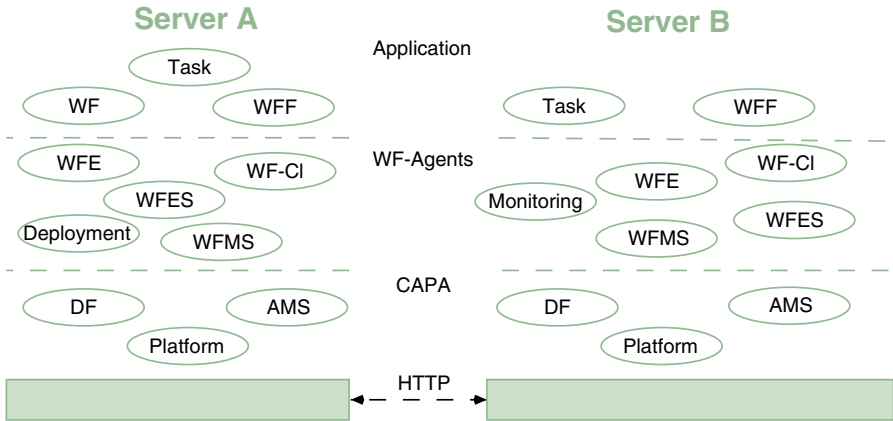 Server A
Server B
Application
Task
WF
WFF
Task
WFF
WF-Agents
WFE
WF-Cl
WFES
Deployment
WFMS
WF-Cl
WFE
Monitoring
WFES
WFMS
CAPA
DF
AMS
Platform
DF
AMS
Platform
HTTP